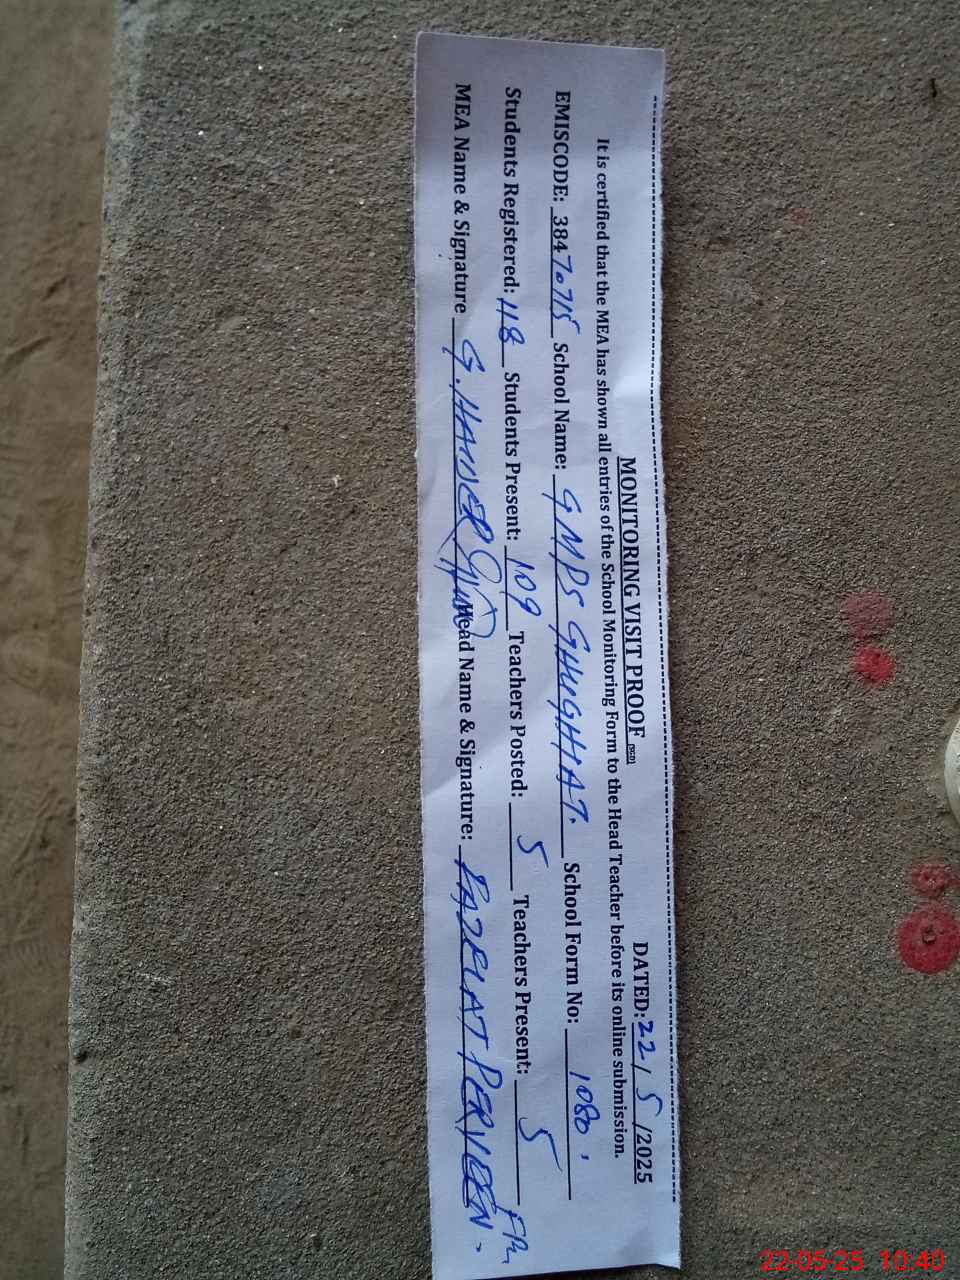 MONITORING VISIT PROOF DATED: 22/5/2025
It is certified that the MEA has shown all entries of the School Monitoring Form to the Head Teacher before its online submission.
EMISCODE: 38470715 School Name: GMPS GHUGHHAT. School Form No: 1080
Students Registered: 118 Students Present: 109 Teachers Posted: 5 Teachers Present: 5
MEA Name & Signature G. HAIDER Head Name & Signature: FAZELAT PERVEEN.
22-05-25 10:40